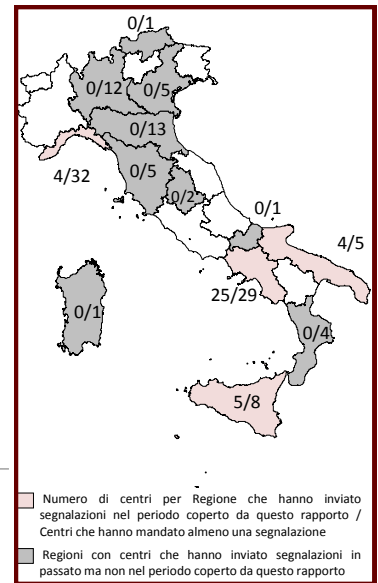 0/1
0/12
0/5
0/13
0/5
4/32
0/2
0/1
4/5
25/29
0/1
0/4
5/8
Numero di centri per Regione che hanno inviato
segnalazioni nel periodo coperto da questo rapporto /
Centri che hanno mandato almeno una segnalazione
Regioni con centri che hanno inviato segnalazioni in
passato ma non nel periodo coperto da questo rapporto